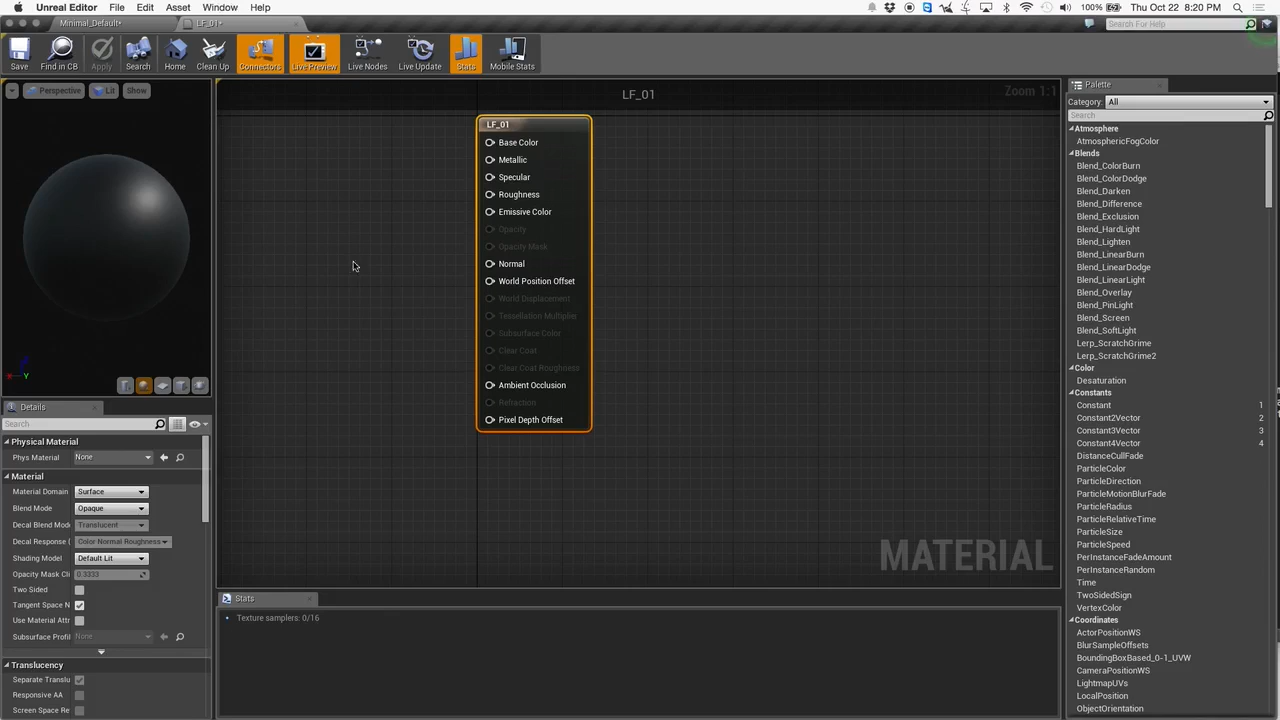 Unreal Editor File Edit Asset Window Help
100% Thu Oct 22 8:20 PM
Minimal_Default* LF_01*
Search For Help
Save Find in CB Apply Search Home Clean Up Connectors Live Preview Live Nodes Live Update Stats Mobile Stats
Perspective Lit Show
LF_01
Zoom 1:1
LF_01
Base Color
Metallic
Specular
Roughness
Emissive Color
Opacity
Opacity Mask
Normal
World Position Offset
World Displacement
Tessellation Multiplier
Subsurface Color
Clear Coat
Clear Coat Roughness
Ambient Occlusion
Refraction
Pixel Depth Offset
MATERIAL
Y
Details
Search
Physical Material
Phys Material None
Material
Material Domain Surface
Blend Mode Opaque
Decal Blend Mod Translucent
Decal Response ( Color Normal Roughness
Shading Model Default Lit
Opacity Mask Cli 0.3333
Two Sided
Tangent Space N
Use Material Attr
Subsurface Profil None
Translucency
Separate Translu
Responsive AA
Screen Space Re
Stats
Texture samplers: 0/16
Palette
Category: All
Search
Atmosphere
AtmosphericFogColor
Blends
Blend_ColorBurn
Blend_ColorDodge
Blend_Darken
Blend_Difference
Blend_Exclusion
Blend_HardLight
Blend_Lighten
Blend_LinearBurn
Blend_LinearDodge
Blend_LinearLight
Blend_Overlay
Blend_PinLight
Blend_Screen
Blend_SoftLight
Lerp_ScratchGrime
Lerp_ScratchGrime2
Color
Desaturation
Constants
Constant 1
Constant2Vector 2
Constant3Vector 3
Constant4Vector 4
DistanceCullFade
ParticleColor
ParticleDirection
ParticleMotionBlurFade
ParticleRadius
ParticleRelativeTime
ParticleSize
ParticleSpeed
PerInstanceFadeAmount
PerInstanceRandom
Time
TwoSidedSign
VertexColor
Coordinates
ActorPositionWS
BlurSampleOffsets
BoundingBoxBased_0-1_UVW
CameraPositionWS
LightmapUVs
LocalPosition
ObjectOrientation